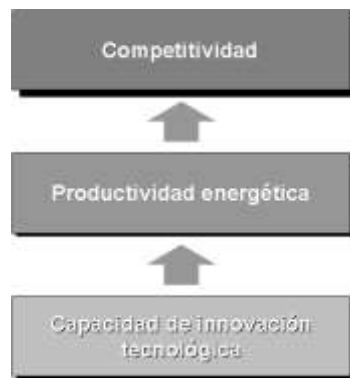 Competitividad
Productividad energética
Capacidad de innovación
tecnológica